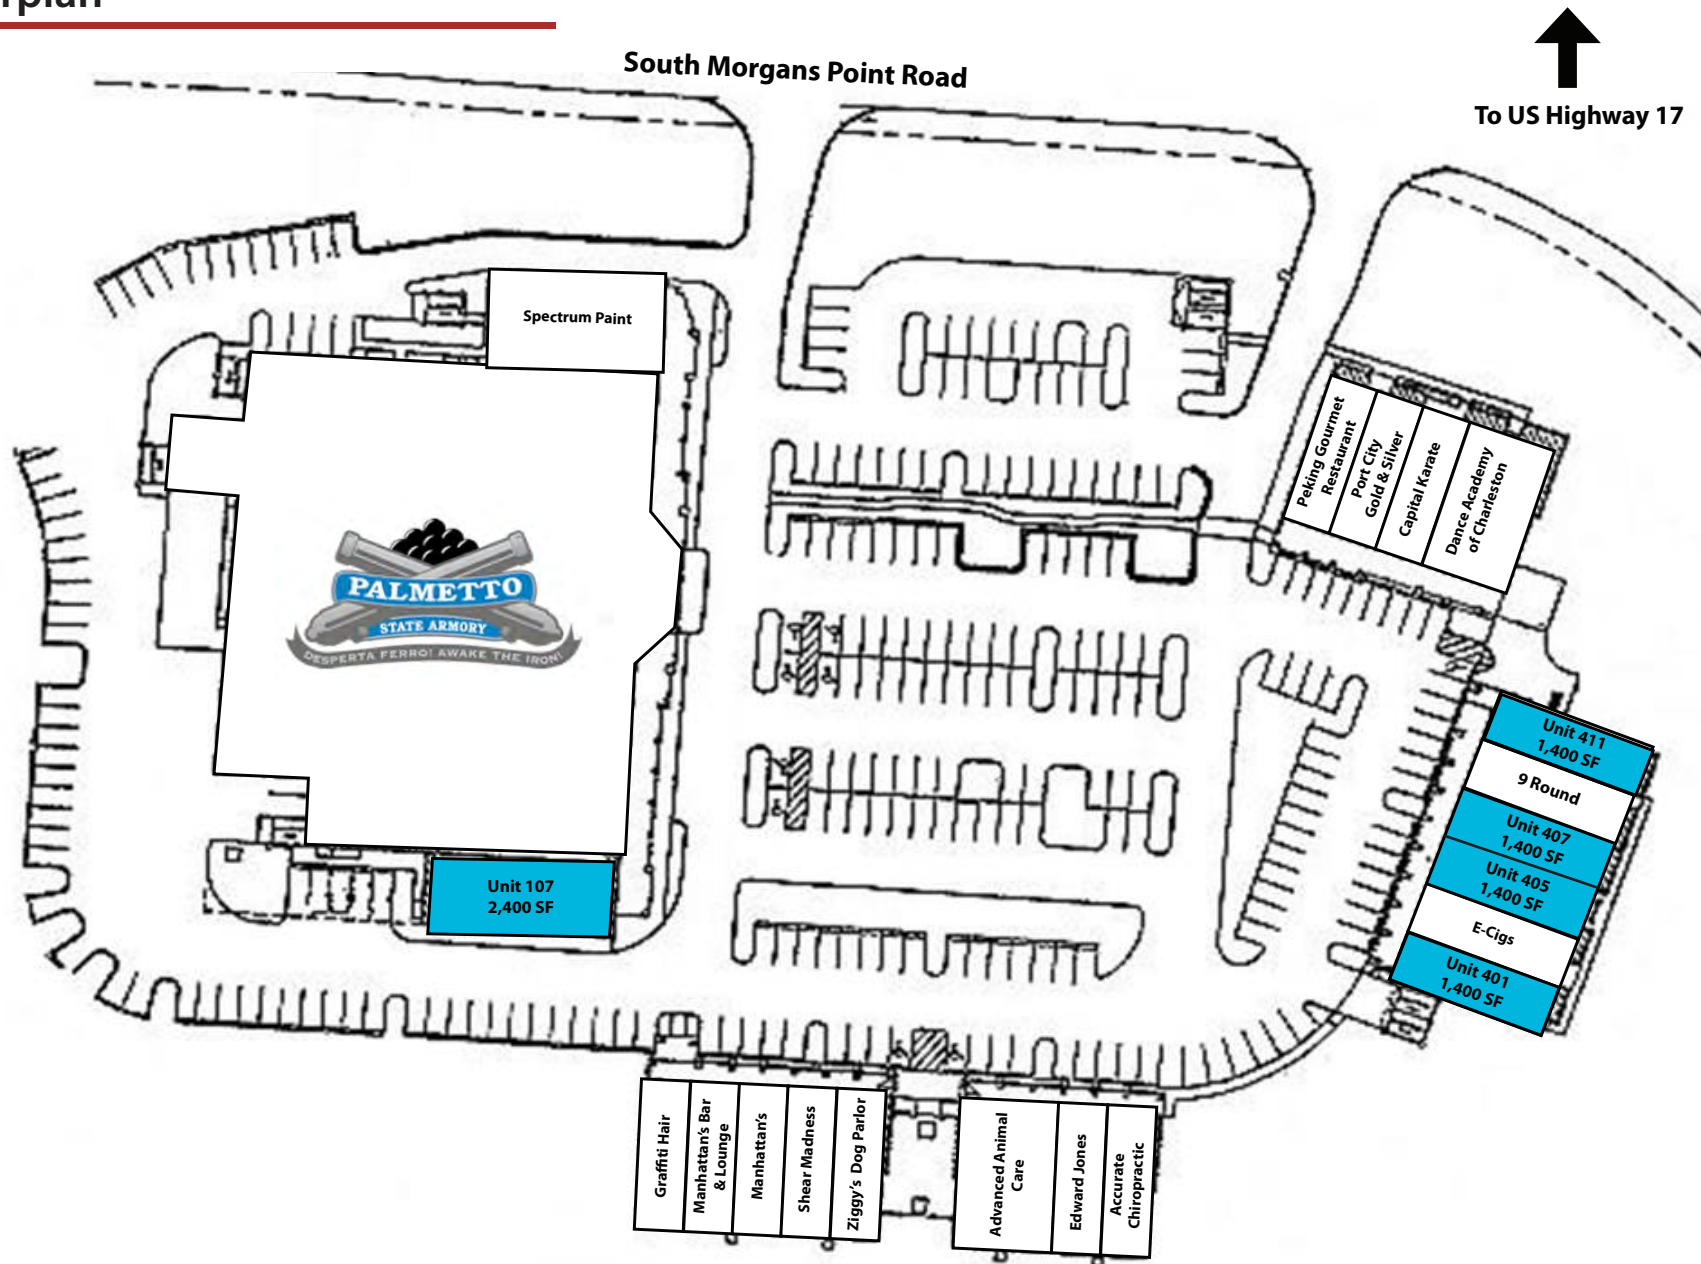 South Morgans Point Road
To US Highway 17
Spectrum Paint
Peking Gourmet
Restaurant
Port City
Gold & Silver
Capital Karate
Dance Academy
of Charleston
PALMETTO
STATE ARMORY
DESPERTA FERRO! AWAKE THE IRON!
Unit 411
1,400 SF
9 Round
Unit 407
1,400 SF
Unit 405
1,400 SF
E-Cigs
Unit 401
1,400 SF
Unit 107
2,400 SF
Graffiti Hair
Manhattan's Bar
& Lounge
Manhattan's
Shear Madness
Ziggy's Dog Parlor
Advanced Animal
Care
Edward Jones
Accurate
Chiropractic